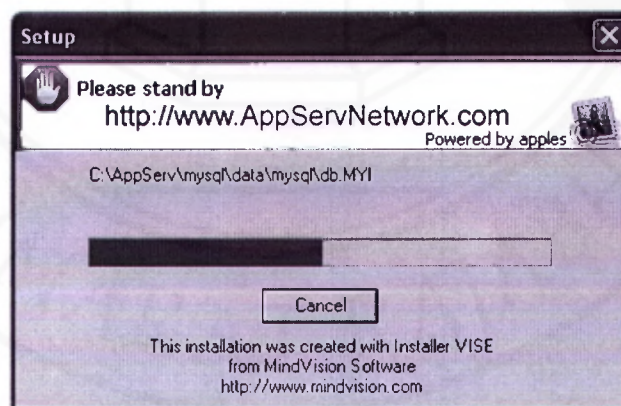 Setup
Please stand by
http://www.AppServNetwork.com
Powered by apples
C:\AppServ\mysql\data\mysql\db.MYI
Cancel
This installation was created with Installer VISE
from MindVision Software
http://www.mindvision.com